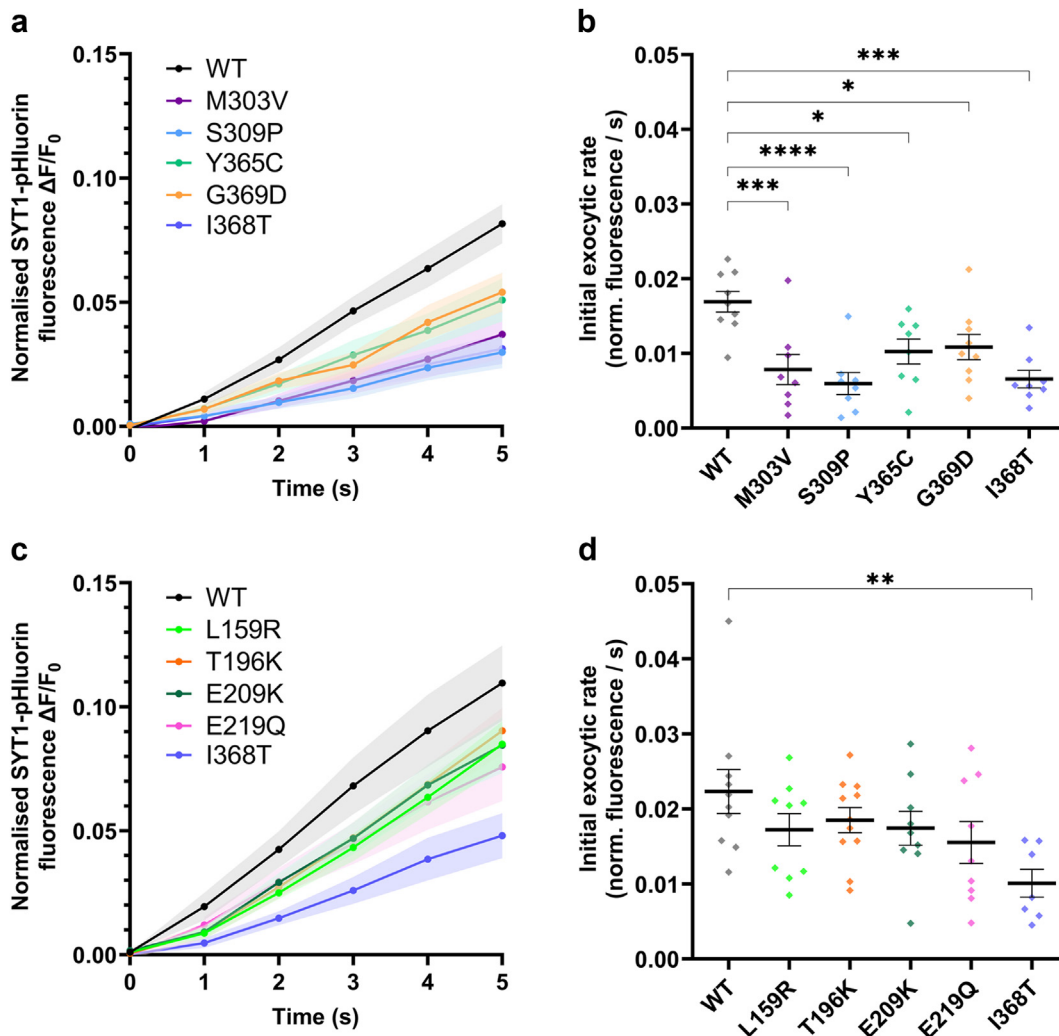 a
Normalised SYT1-pHluorin
fluorescence ΔF/F₀
0.15
0.10
0.05
0.00
WT
M303V
S309P
Y365C
G369D
I368T
0 1 2 3 4 5
Time (s)
b
Initial exocytic rate
(norm. fluorescence / s)
0.05
0.04
0.03
0.02
0.01
0.00
***
*
*
****
***
WT M303V S309P Y365C G369D I368T
c
Normalised SYT1-pHluorin
fluorescence ΔF/F₀
0.15
0.10
0.05
0.00
WT
L159R
T196K
E209K
E219Q
I368T
0 1 2 3 4 5
Time (s)
d
Initial exocytic rate
(norm. fluorescence / s)
0.05
0.04
0.03
0.02
0.01
0.00
**
WT L159R T196K E209K E219Q I368T